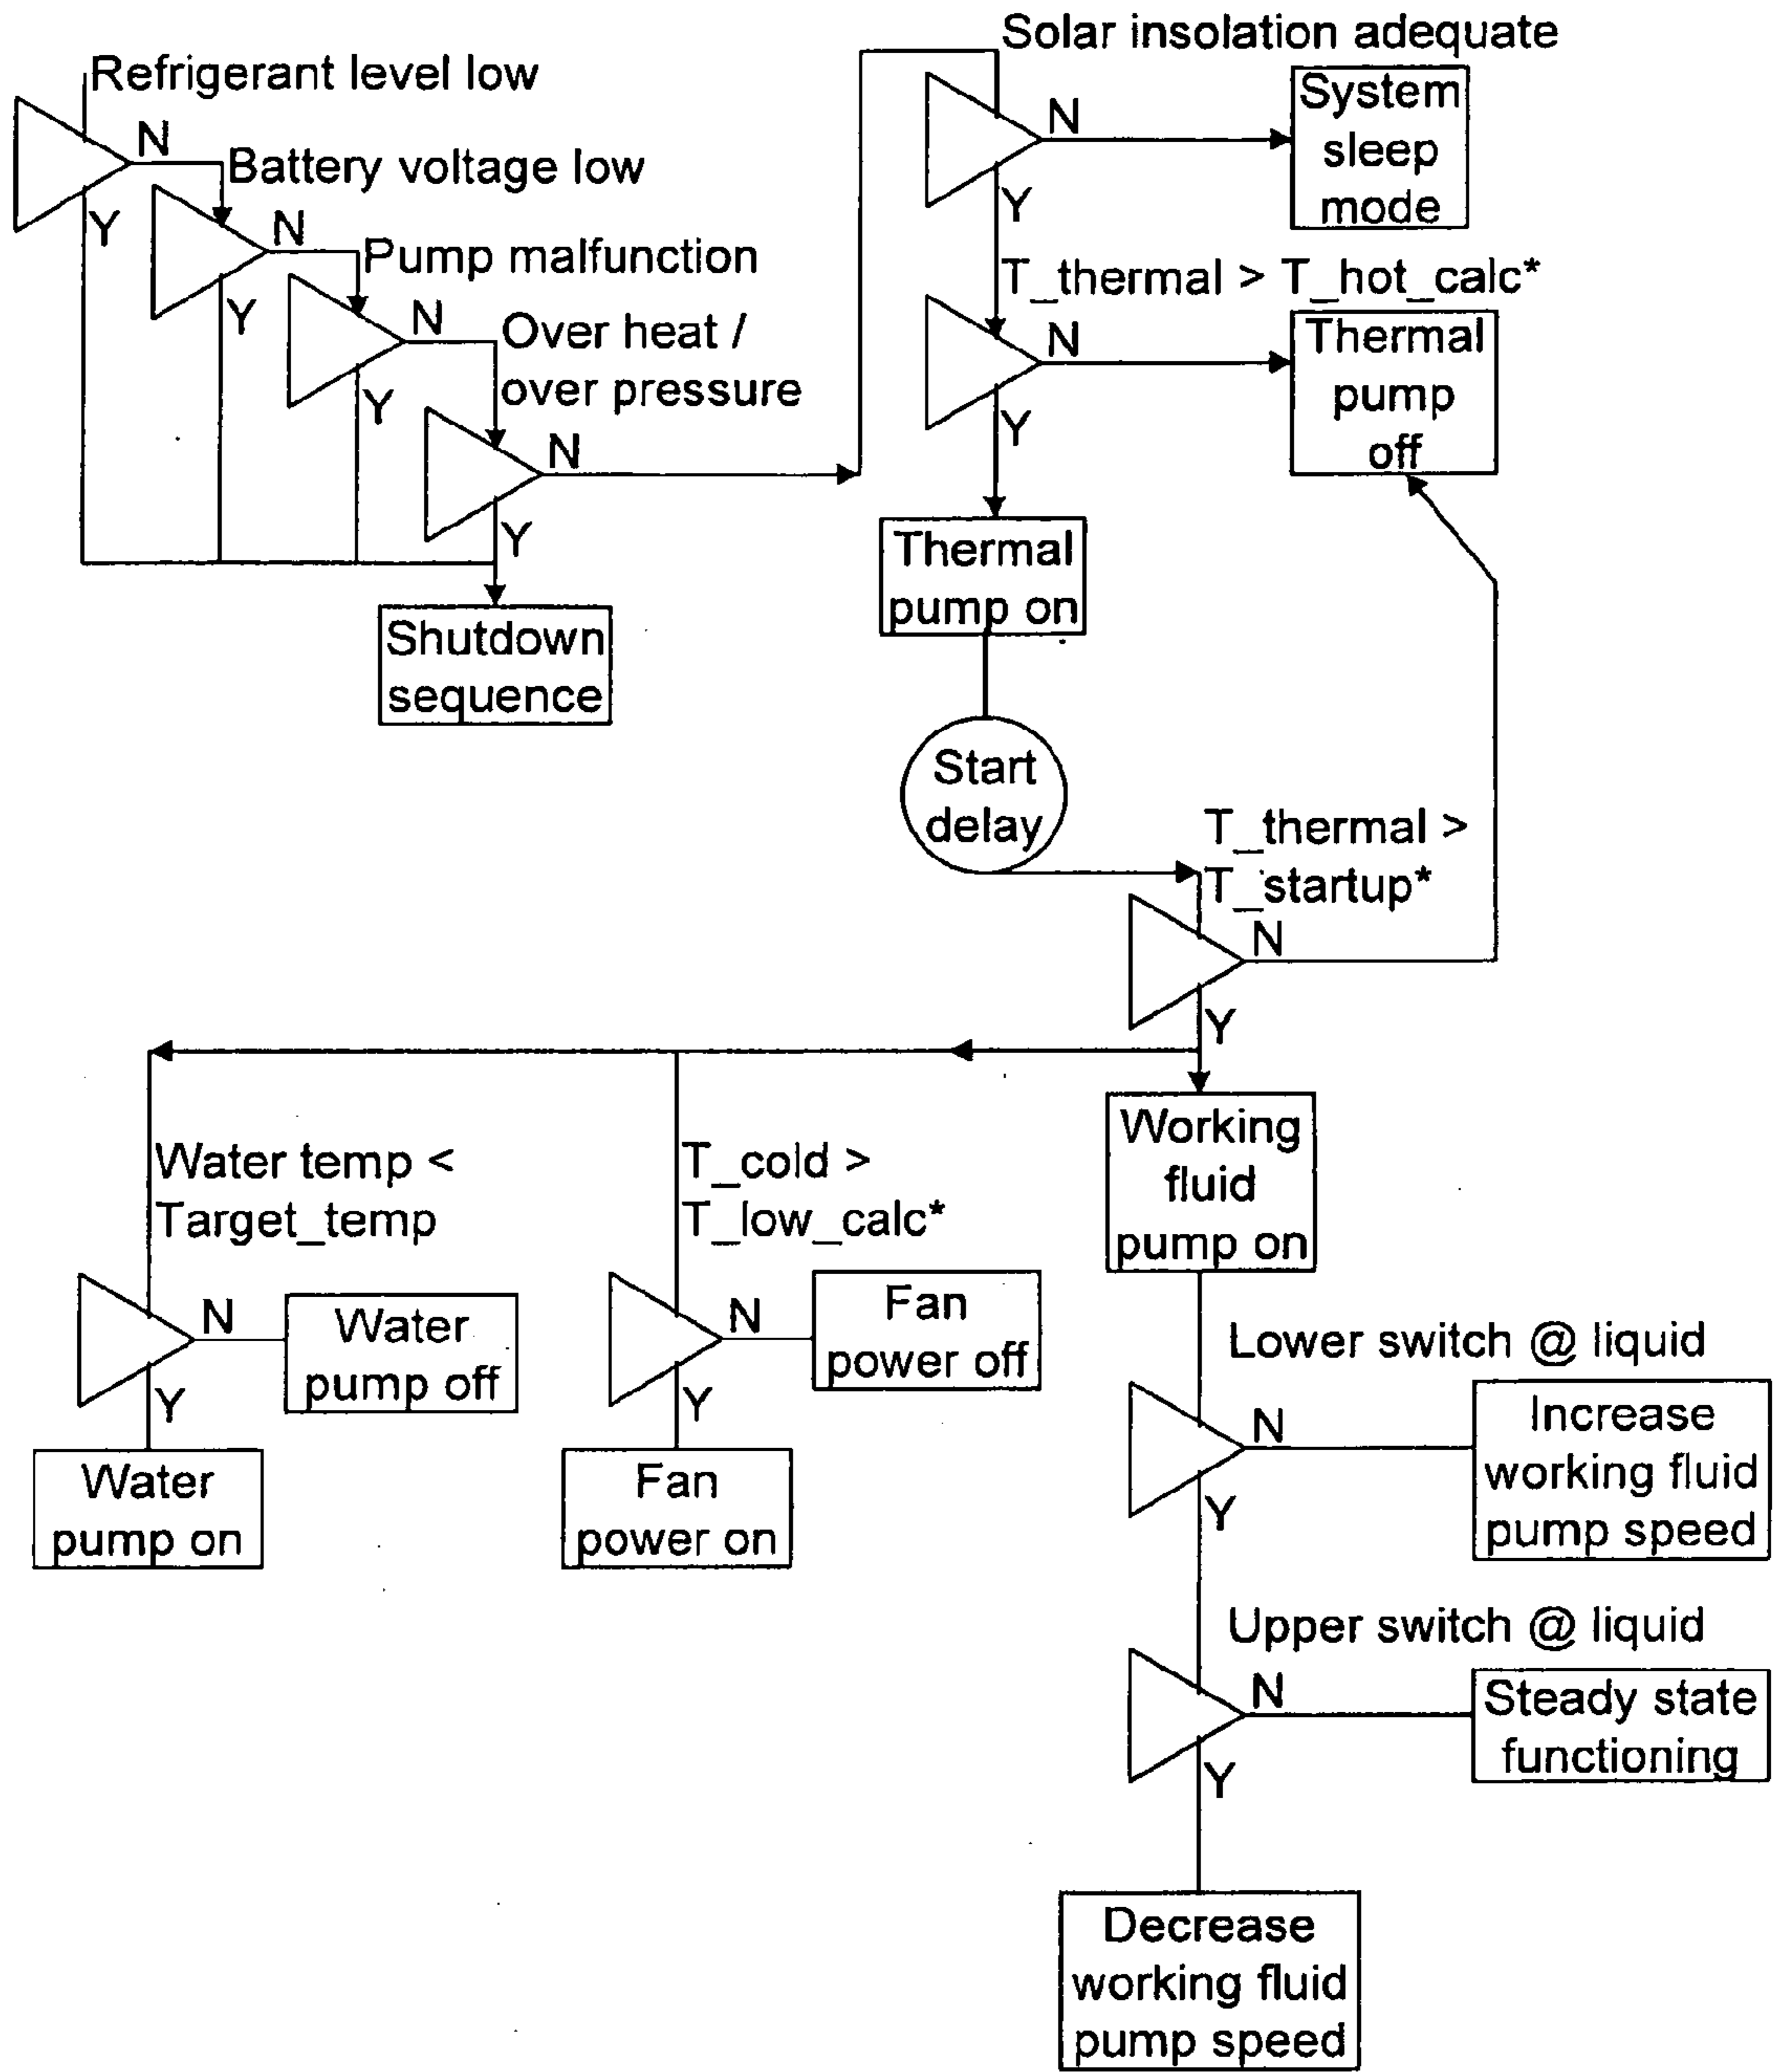 Refrigerant level low
N
Y
Battery voltage low
N
Y
Pump malfunction
N
Y
Over heat /
over pressure
N
Y
Shutdown
sequence
Solar insolation adequate
N
Y
System
sleep
mode
T_thermal > T_hot_calc*
N
Y
Thermal
pump
off
Thermal
pump on
Start
delay
T_thermal >
T_startup*
N
Y
Water temp <
Target_temp
N
Y
Water
pump off
Water
pump on
T_cold >
T_low_calc*
N
Y
Fan
power off
Fan
power on
Working
fluid
pump on
Lower switch @ liquid
N
Y
Increase
working fluid
pump speed
Upper switch @ liquid
N
Y
Steady state
functioning
Decrease
working fluid
pump speed